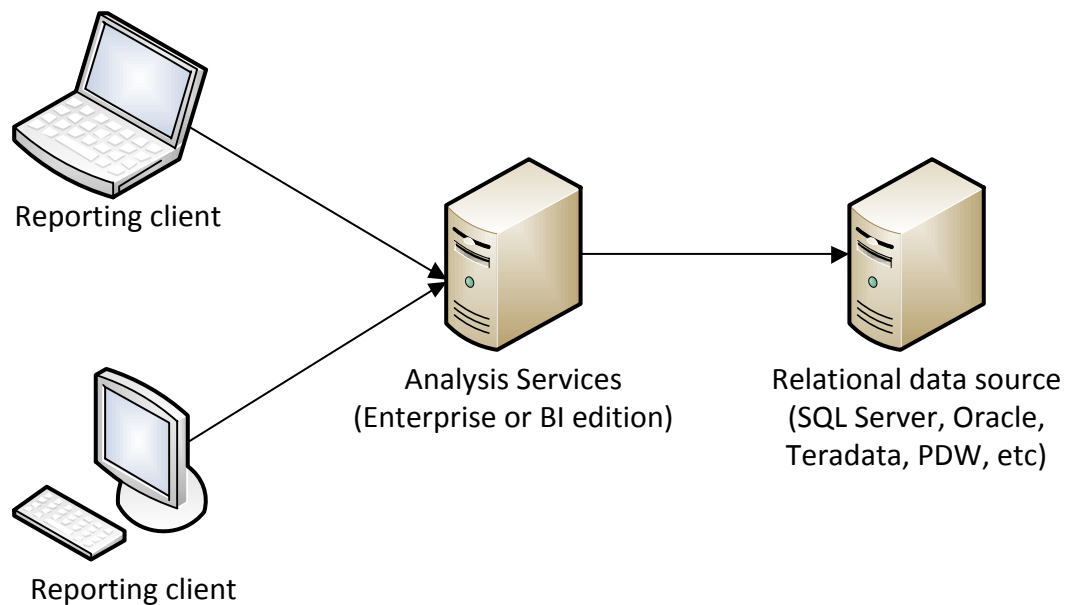 Reporting client
Analysis Services
(Enterprise or BI edition)
Relational data source
(SQL Server, Oracle,
Teradata, PDW, etc)
Reporting client